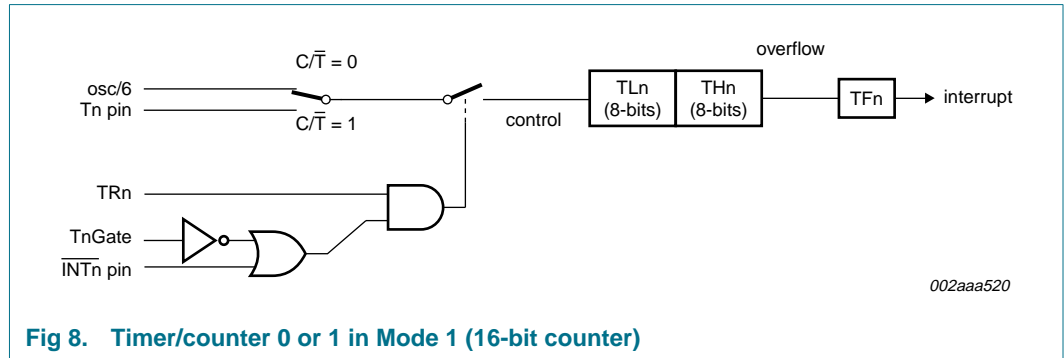 C/T̅ = 0
overflow
osc/6
Tn pin
TLn
(8-bits)
THn
(8-bits)
TFn
interrupt
control
C/T̅ = 1
TRn
TnGate
I̅N̅T̅n pin
002aaa520
Fig 8. Timer/counter 0 or 1 in Mode 1 (16-bit counter)